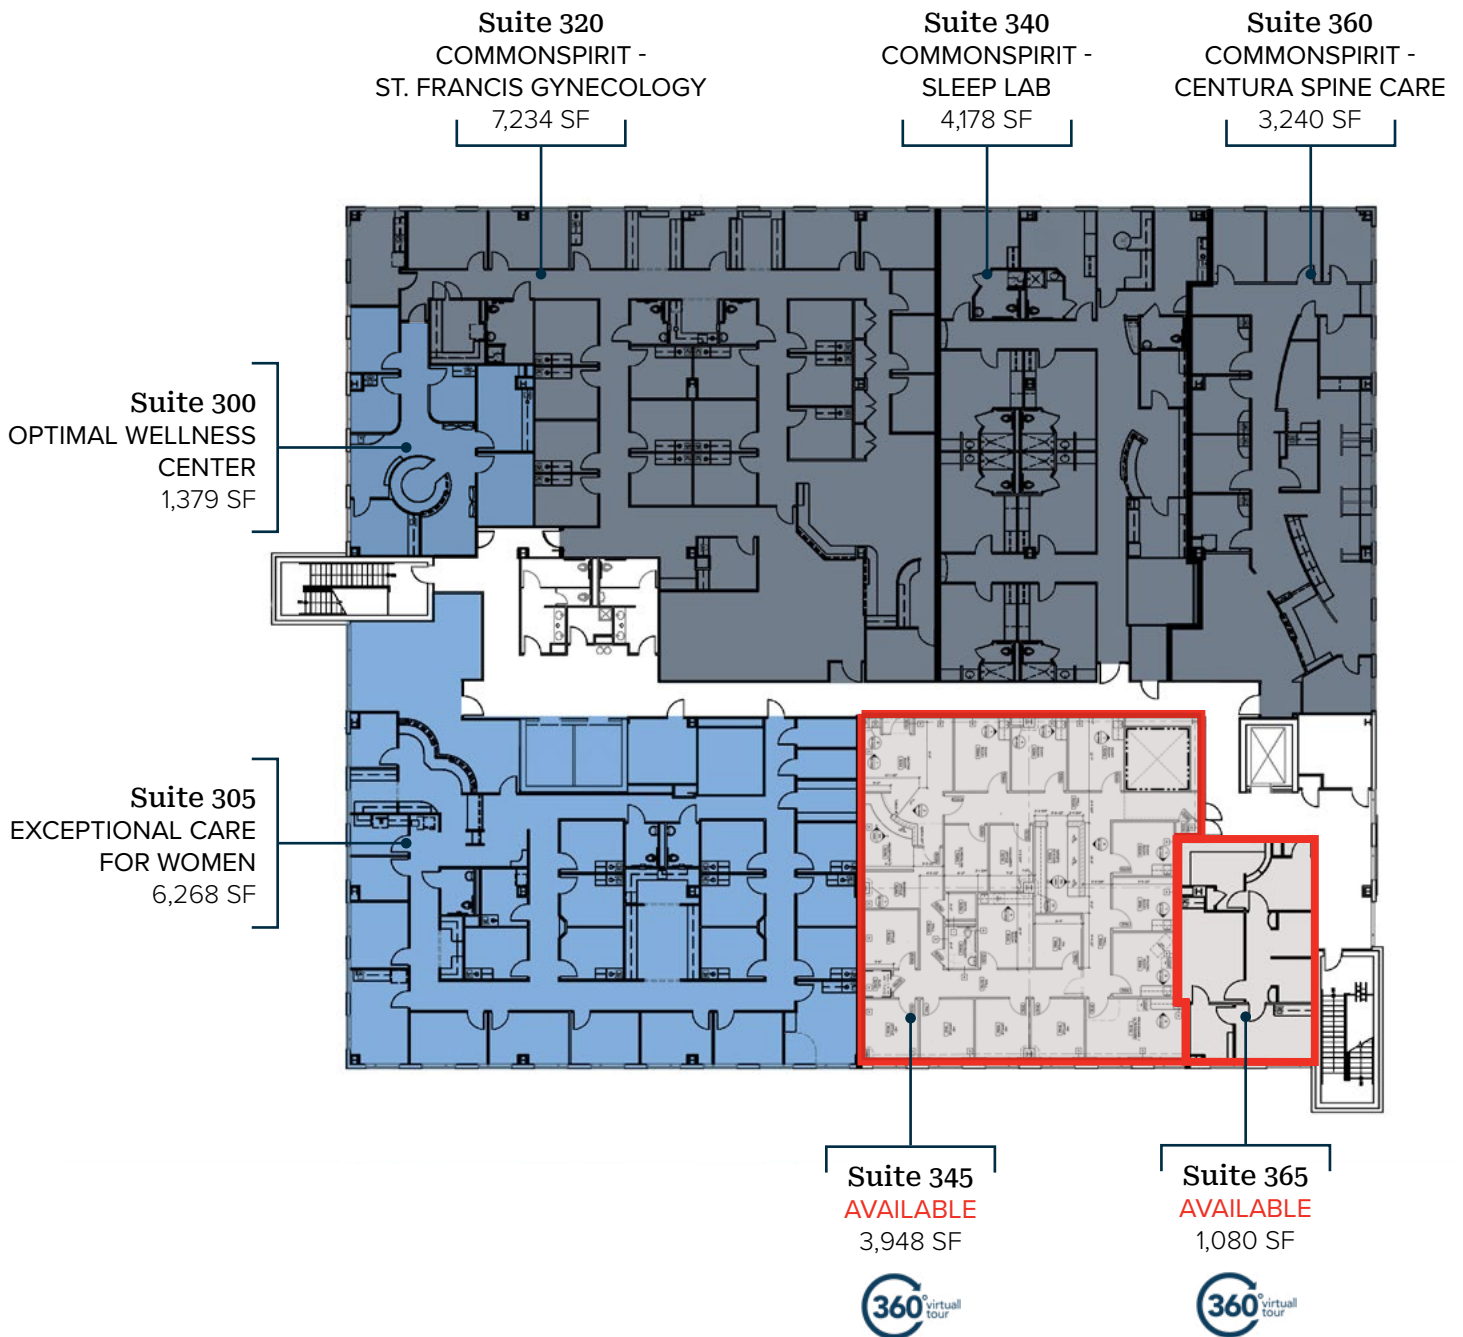 Suite 320
COMMONSPIRIT -
ST. FRANCIS GYNECOLOGY
7,234 SF
Suite 340
COMMONSPIRIT -
SLEEP LAB
4,178 SF
Suite 360
COMMONSPIRIT -
CENTURA SPINE CARE
3,240 SF
Suite 300
OPTIMAL WELLNESS
CENTER
1,379 SF
Suite 305
EXCEPTIONAL CARE
FOR WOMEN
6,268 SF
Suite 345
AVAILABLE
3,948 SF
360° virtual
tour
Suite 365
AVAILABLE
1,080 SF
360° virtual
tour